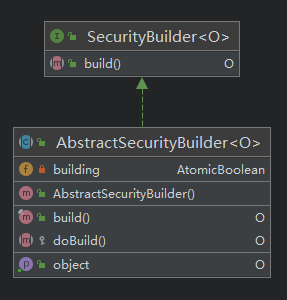 SecurityBuilder<O>
build() O
AbstractSecurityBuilder<O>
building AtomicBoolean
AbstractSecurityBuilder()
build() O
doBuild() O
object O